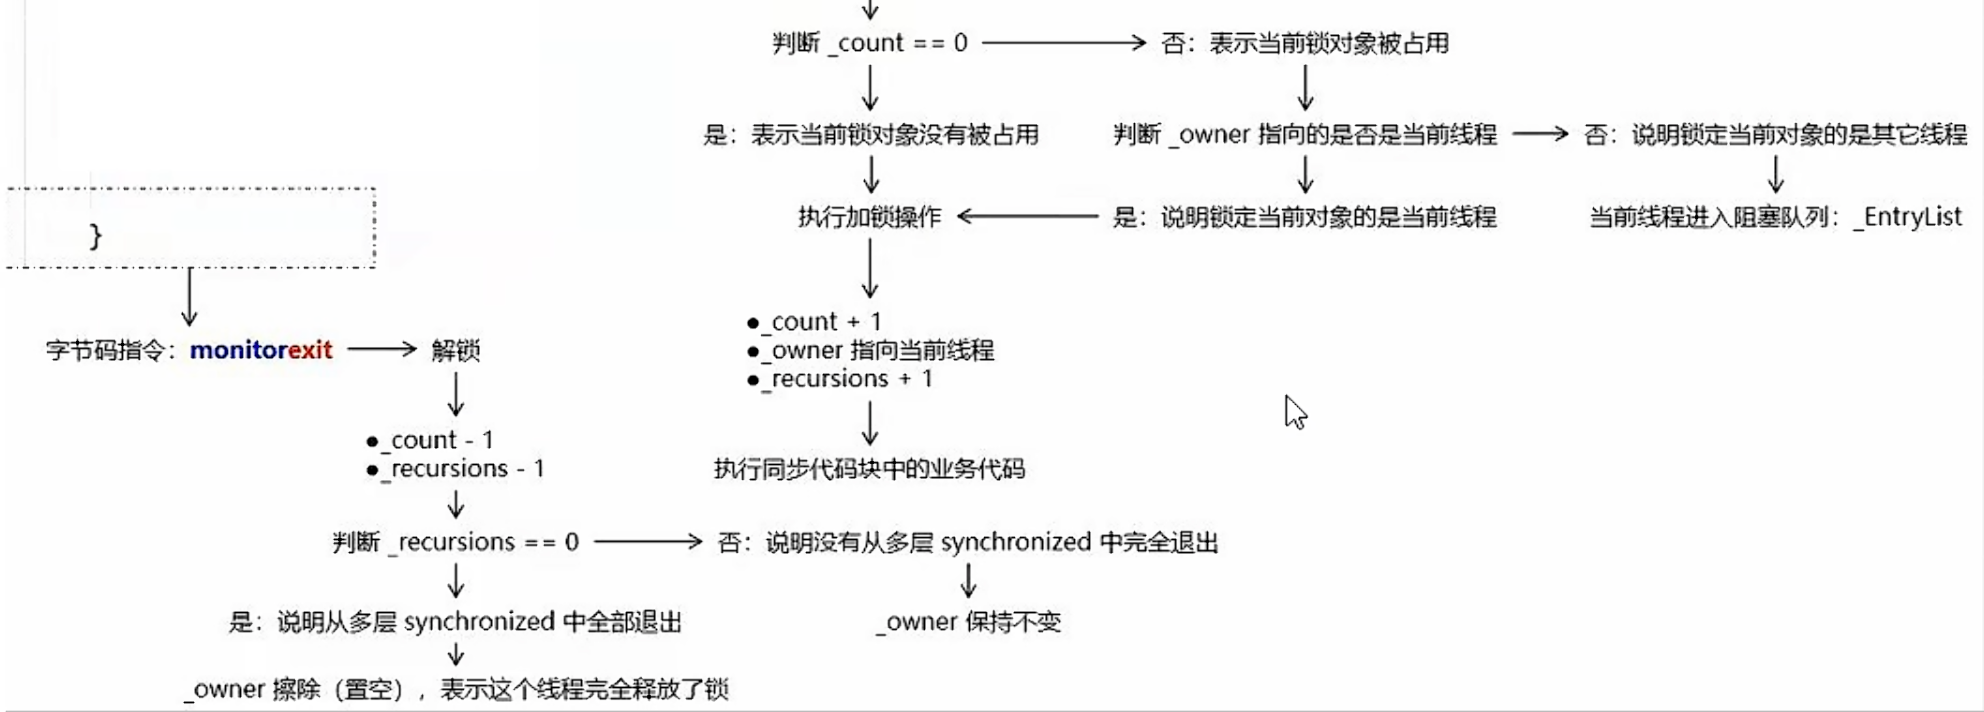 判断 _count == 0
否：表示当前锁对象被占用
是：表示当前锁对象没有被占用
判断 _owner 指向的是否是当前线程
否：说明锁定当前对象的是其它线程
执行加锁操作
是：说明锁定当前对象的是当前线程
当前线程进入阻塞队列：_EntryList
}
●_count + 1
●_owner 指向当前线程
●_recursions + 1
字节码指令：monitorexit
解锁
●_count - 1
●_recursions - 1
执行同步代码块中的业务代码
判断 _recursions == 0
否：说明没有从多层 synchronized 中完全退出
是：说明从多层 synchronized 中全部退出
_owner 保持不变
_owner 擦除（置空），表示这个线程完全释放了锁